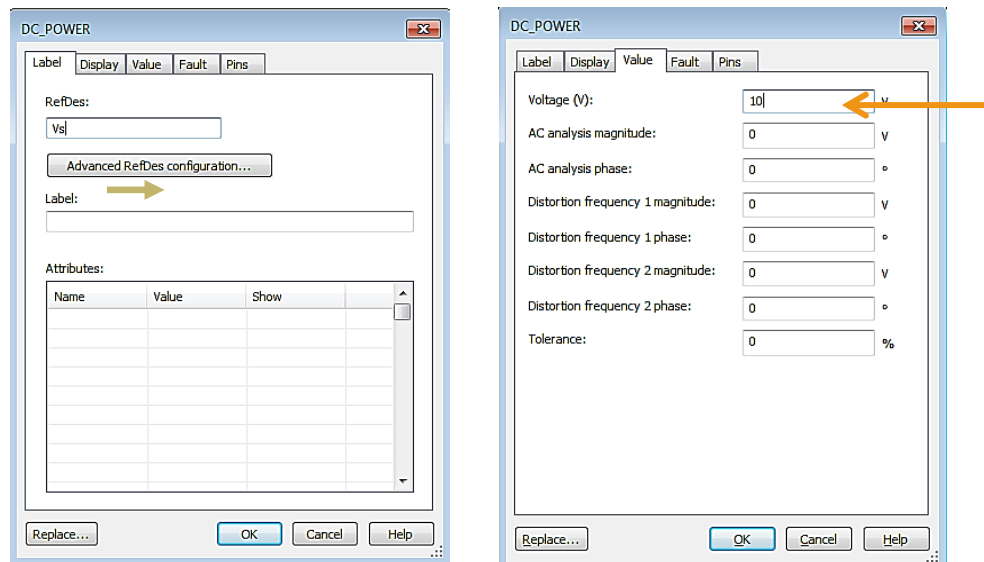 DC_POWER
Label Display Value Fault Pins
RefDes:
Vs
Advanced RefDes configuration...
Label:
Attributes:
Name Value Show
Replace... OK Cancel Help
DC_POWER
Label Display Value Fault Pins
Voltage (V): 10 V
AC analysis magnitude: 0 V
AC analysis phase: 0 °
Distortion frequency 1 magnitude: 0 V
Distortion frequency 1 phase: 0 °
Distortion frequency 2 magnitude: 0 V
Distortion frequency 2 phase: 0 °
Tolerance: 0 %
Replace... OK Cancel Help